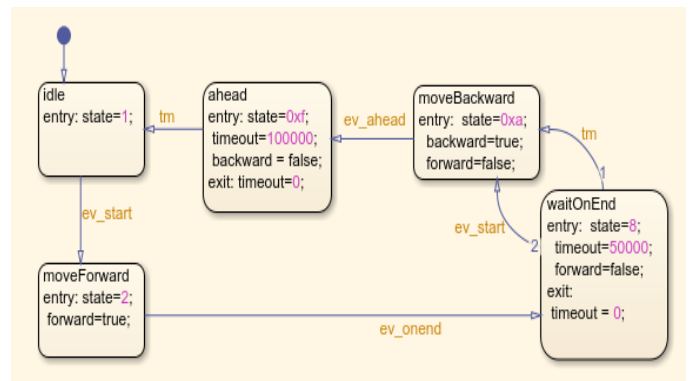 idle
entry: state=1;
tm
ahead
entry: state=0xf;
timeout=100000;
backward = false;
exit: timeout=0;
ev_ahead
moveBackward
entry:  state=0xa;
backward=true;
forward=false;
tm
1
ev_start
ev_start
2
waitOnEnd
entry:  state=8;
timeout=50000;
forward=false;
exit:
timeout = 0;
moveForward
entry: state=2;
forward=true;
ev_onend